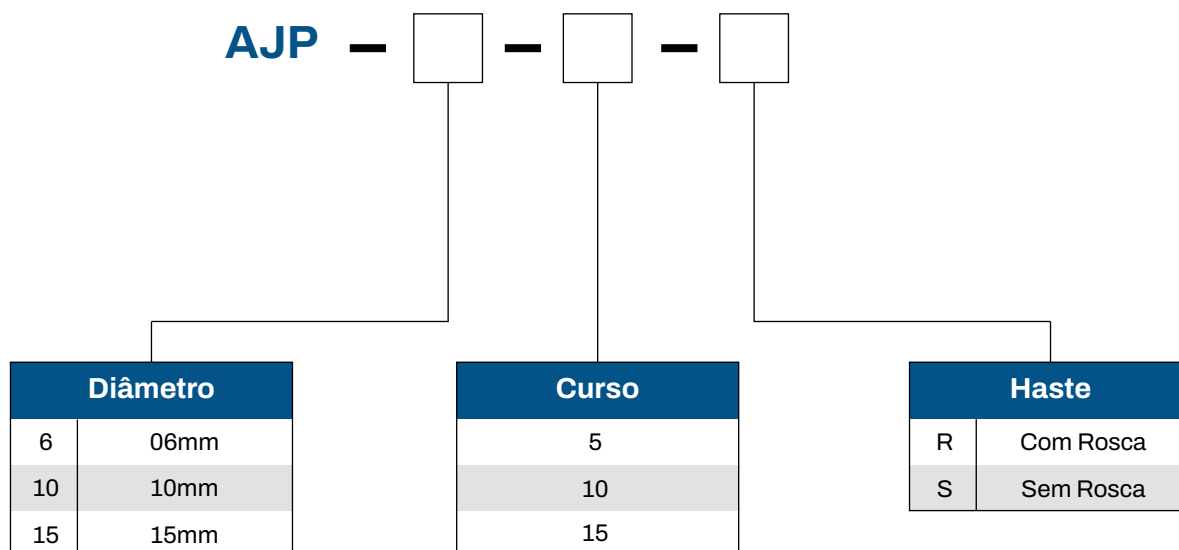 AJP - -  -
Diâmetro
6 06mm
10 10mm
15 15mm
Curso
5
10
15
Haste
R Com Rosca
S Sem Rosca